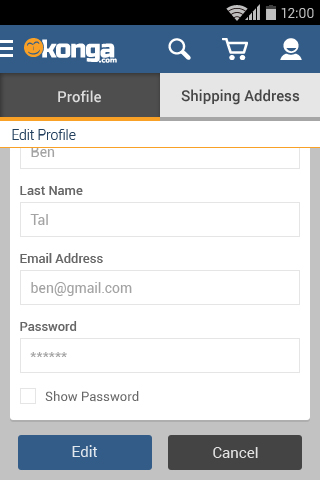 12:00
konga
.com
Profile
Shipping Address
Edit Profile
Ben
Last Name
Tal
Email Address
ben@gmail.com
Password
******
Show Password
Edit
Cancel